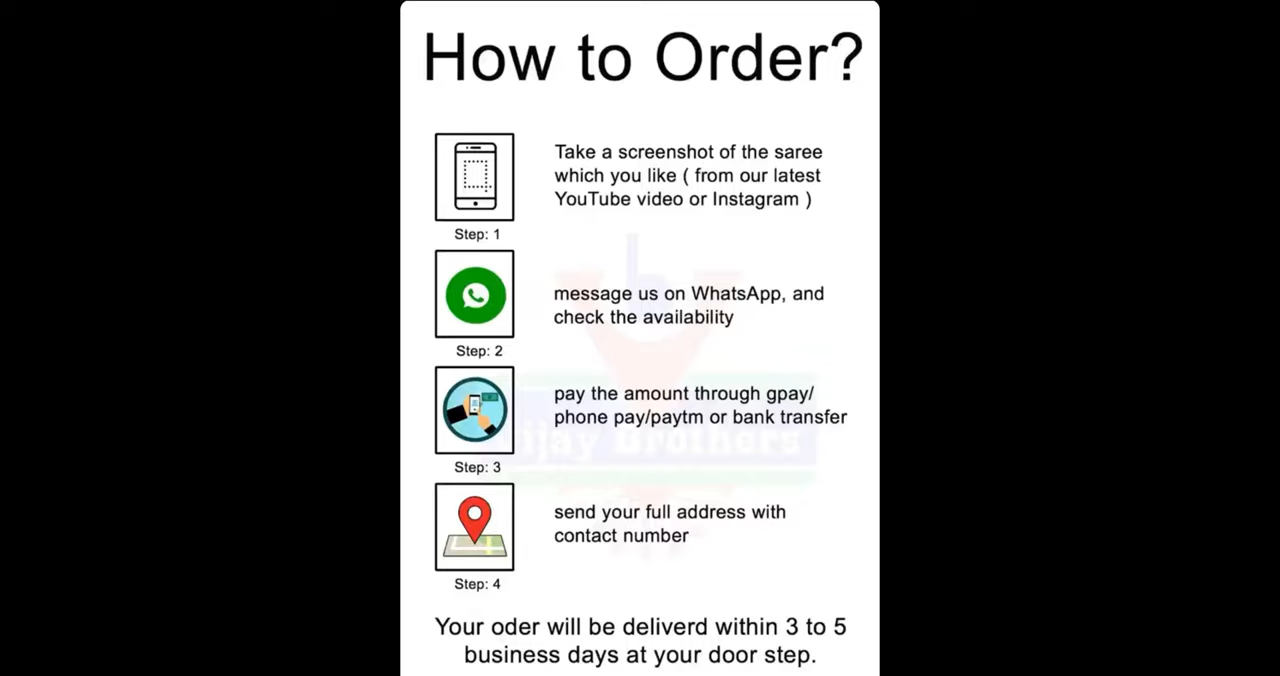 How to Order?
Take a screenshot of the saree
which you like ( from our latest
YouTube video or Instagram )
Step: 1
message us on WhatsApp, and
check the availability
Step: 2
pay the amount through gpay/
phone pay/paytm or bank transfer
Step: 3
ijay Brothers
send your full address with
contact number
Step: 4
Your oder will be deliverd within 3 to 5
business days at your door step.